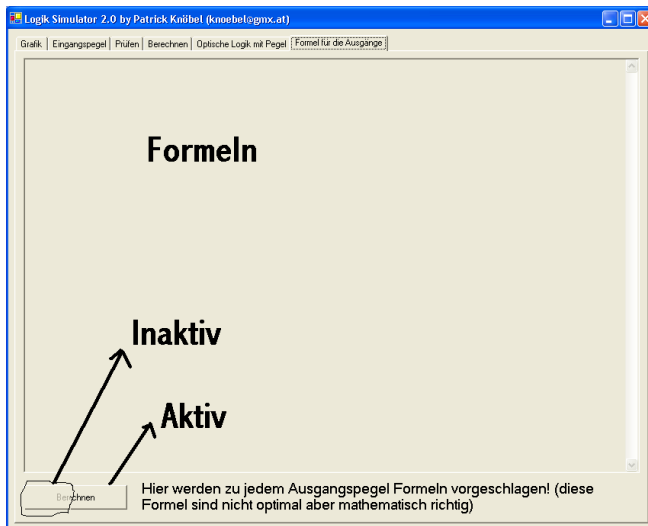 Logik Simulator 2.0 by Patrick Knöbel (knoebel@gmx.at)
Grafik Eingangspegel Prüfen Berechnen Optische Logik mit Pegel Formel für die Ausgänge
Formeln
Inaktiv
Aktiv
Berechnen
Hier werden zu jedem Ausgangspegel Formeln vorgeschlagen! (diese
Formel sind nicht optimal aber mathematisch richtig)